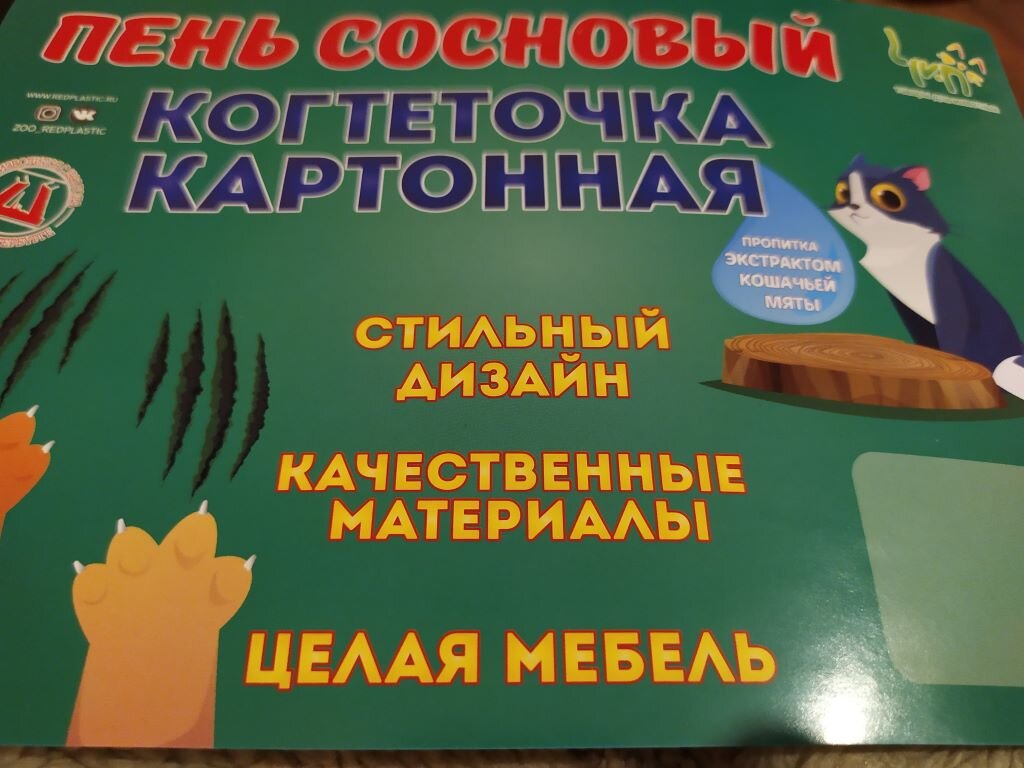 ПЕНЬ СОСНОВЫЙ
WWW.REDPLASTIC.RU
ZOO_REDPLASTIC
КОГТЕТОЧКА
КАРТОННАЯ
ПРОПИТКА
ЭКСТРАКТОМ
КОШАЧЬЕЙ
МЯТЫ
СТИЛЬНЫЙ
ДИЗАЙН
КАЧЕСТВЕННЫЕ
МАТЕРИАЛЫ
ЦЕЛАЯ МЕБЕЛЬ